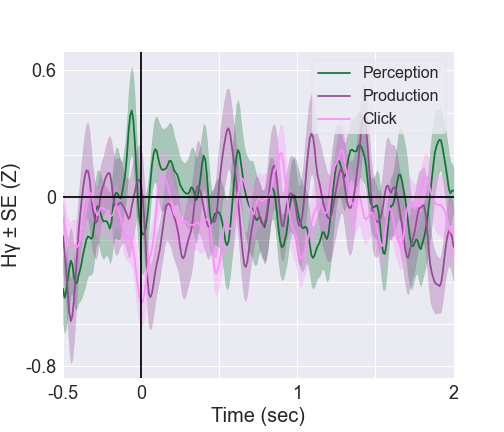 Perception
Production
Click
0.6
0
-0.8
Hγ ± SE (Z)
-0.5
0
1
2
Time (sec)